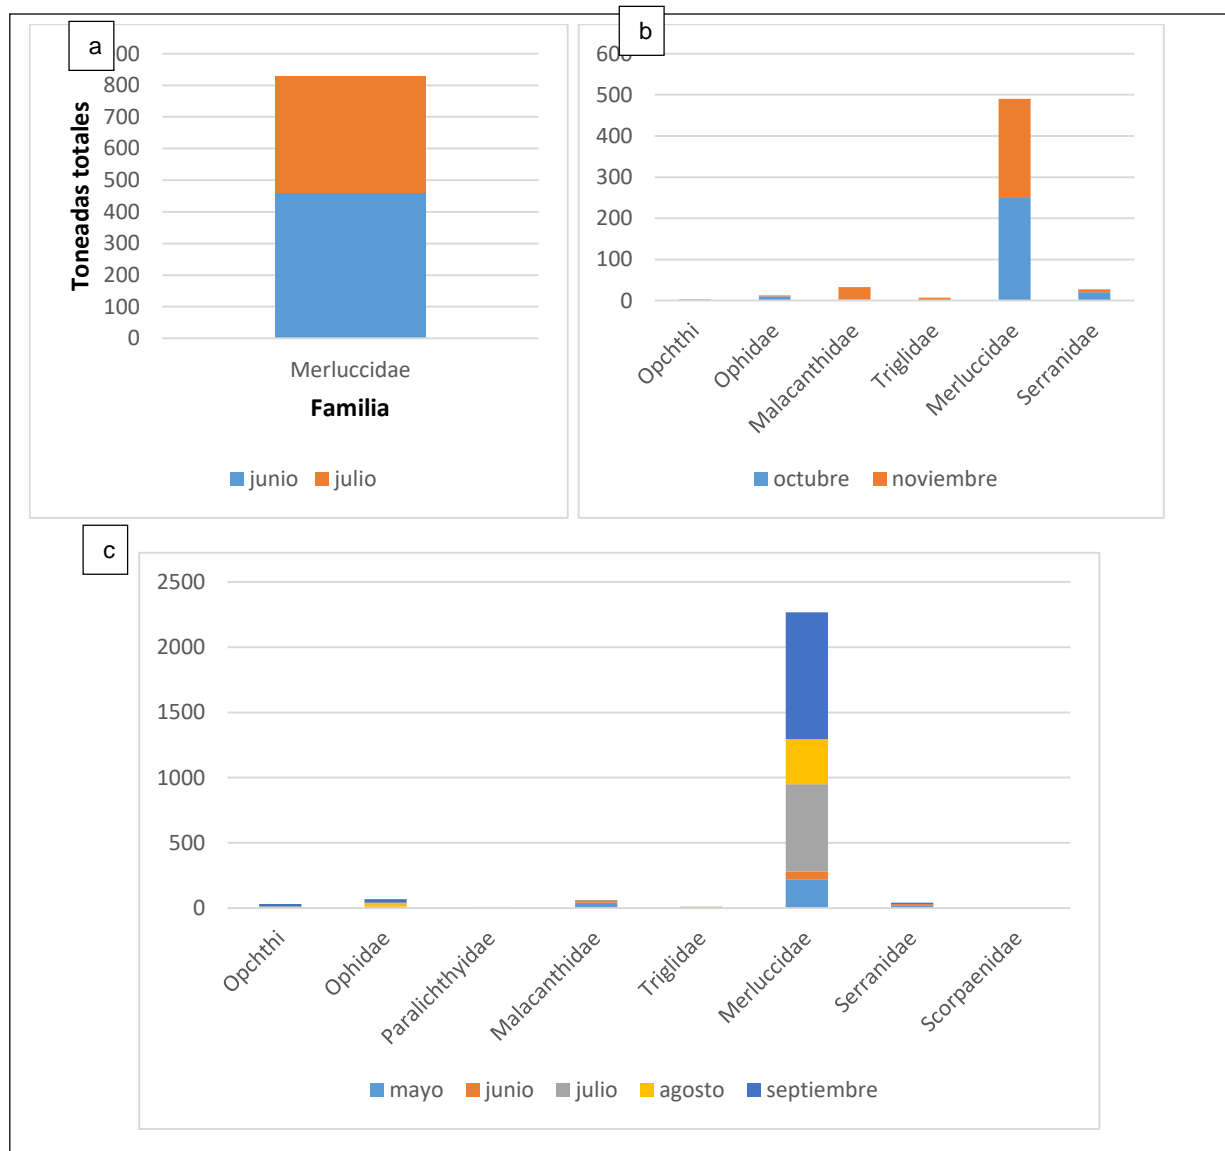 a
00
800
700
600
500
400
300
200
100
0
Toneadas totales
Merluccidae
Familia
junio julio
b
600
500
400
300
200
100
0
Opchthi
Ophidae
Malacanthidae
Triglidae
Merluccidae
Serranidae
octubre noviembre
c
2500
2000
1500
1000
500
0
Opchthi
Ophidae
Paralichthyidae
Malacanthidae
Triglidae
Merluccidae
Serranidae
Scorpaenidae
mayo junio julio agosto septiembre